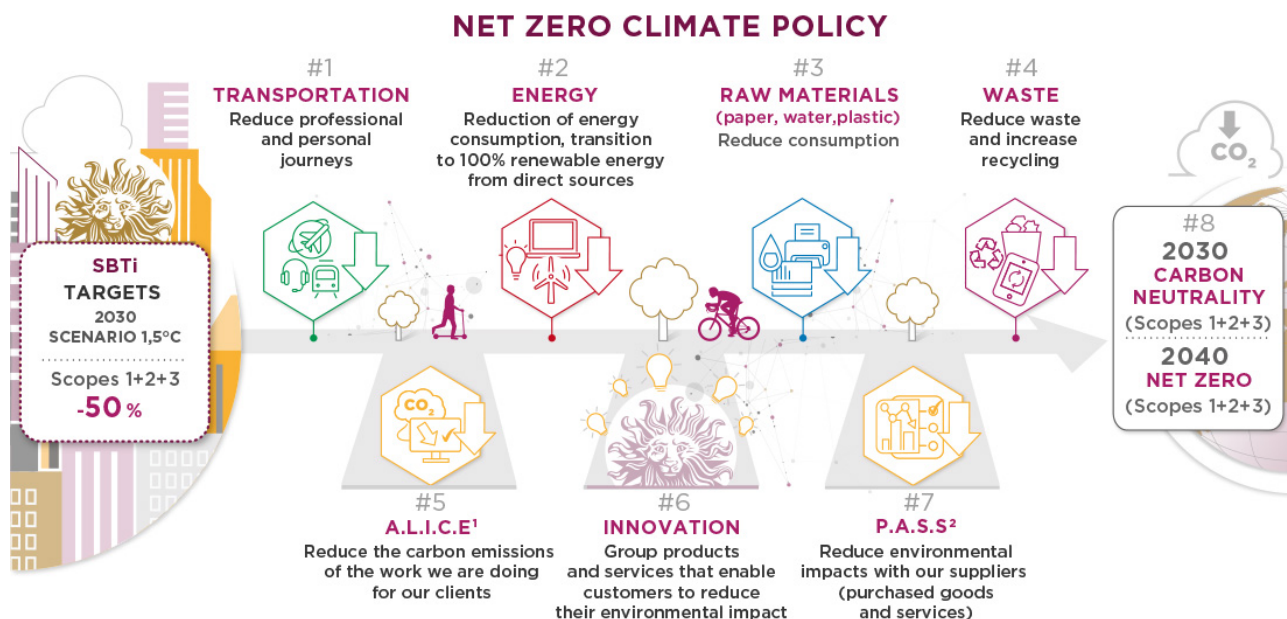 NET ZERO CLIMATE POLICY
#1
TRANSPORTATION
Reduce professional
and personal
journeys
#2
ENERGY
Reduction of energy
consumption, transition
to 100% renewable energy
from direct sources
#3
RAW MATERIALS
(paper, water,plastic)
Reduce consumption
#4
WASTE
Reduce waste
and increase
recycling
CO₂
SBTi
TARGETS
2030
SCENARIO 1,5°C
Scopes 1+2+3
-50 %
#8
2030
CARBON
NEUTRALITY
(Scopes 1+2+3)
2040
NET ZERO
(Scopes 1+2+3)
CO₂
#5
A.L.I.C.E¹
Reduce the carbon emissions
of the work we are doing
for our clients
#6
INNOVATION
Group products
and services that enable
customers to reduce
their environmental impact
#7
P.A.S.S²
Reduce environmental
impacts with our suppliers
(purchased goods
and services)